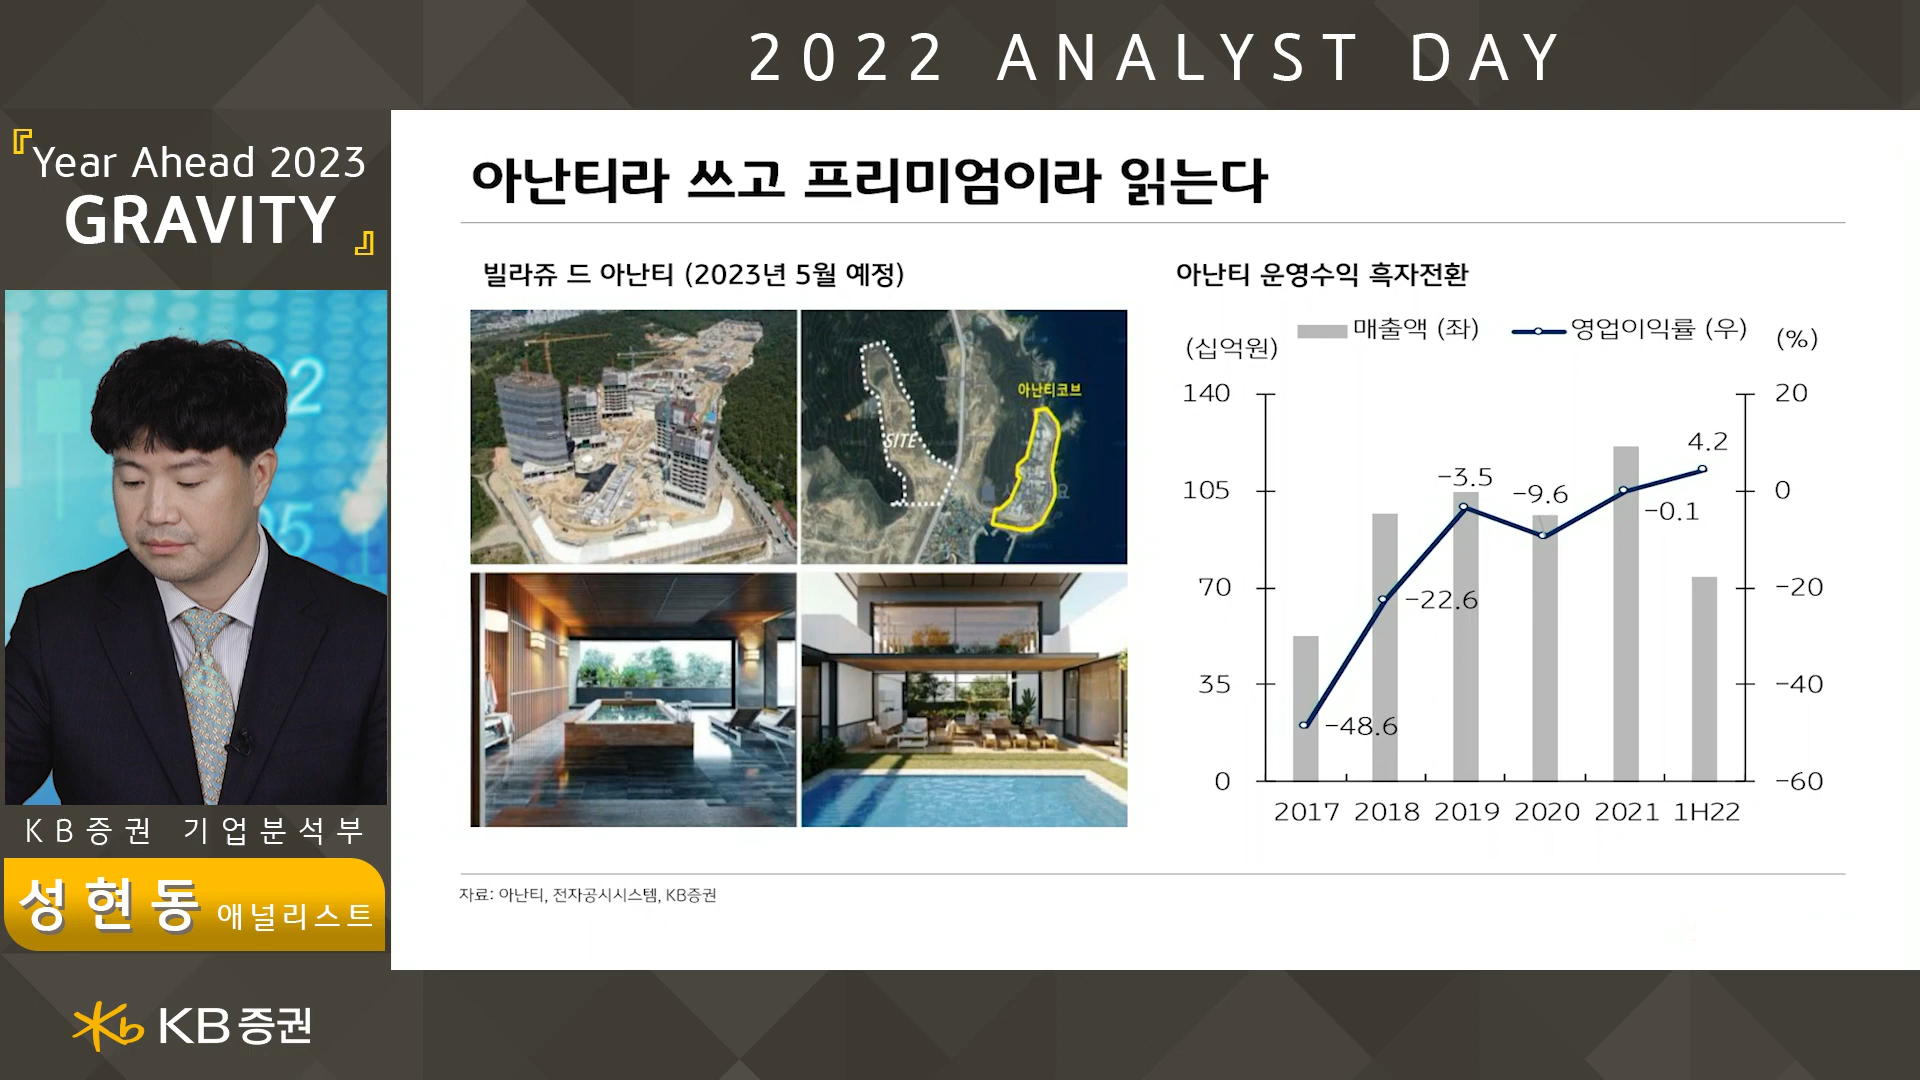 2022 ANALYST DAY
『Year Ahead 2023
GRAVITY』
아난티라 쓰고 프리미엄이라 읽는다
빌라쥬 드 아난티 (2023년 5월 예정)
SITE
아난티코브
아난티 운영수익 흑자전환
매출액 (좌)
영업이익률 (우)
(십억원)
(%)
140
105
70
35
0
20
0
-20
-40
-60
-48.6
-22.6
-3.5
-9.6
-0.1
4.2
2017 2018 2019 2020 2021 1H22
자료: 아난티, 전자공시시스템, KB증권
KB증권 기업분석부
성현동 애널리스트
KB증권